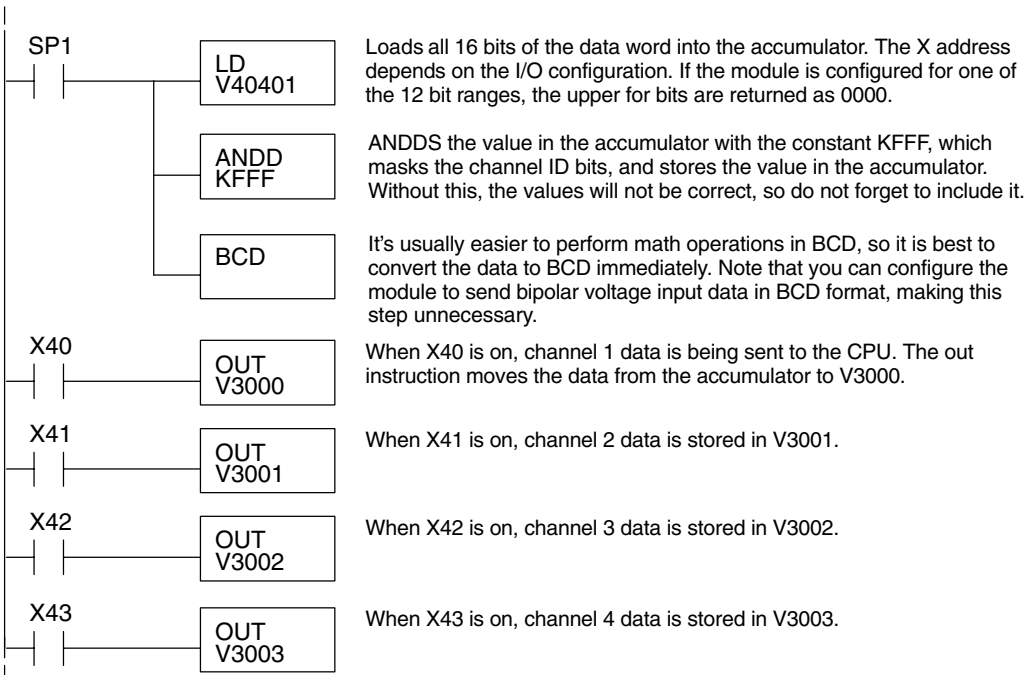 SP1
LD
V40401
Loads all 16 bits of the data word into the accumulator. The X address
depends on the I/O configuration. If the module is configured for one of
the 12 bit ranges, the upper for bits are returned as 0000.
ANDD
KFFF
ANDDS the value in the accumulator with the constant KFFF, which
masks the channel ID bits, and stores the value in the accumulator.
Without this, the values will not be correct, so do not forget to include it.
BCD
It's usually easier to perform math operations in BCD, so it is best to
convert the data to BCD immediately. Note that you can configure the
module to send bipolar voltage input data in BCD format, making this
step unnecessary.
X40
OUT
V3000
When X40 is on, channel 1 data is being sent to the CPU. The out
instruction moves the data from the accumulator to V3000.
X41
OUT
V3001
When X41 is on, channel 2 data is stored in V3001.
X42
OUT
V3002
When X42 is on, channel 3 data is stored in V3002.
X43
OUT
V3003
When X43 is on, channel 4 data is stored in V3003.